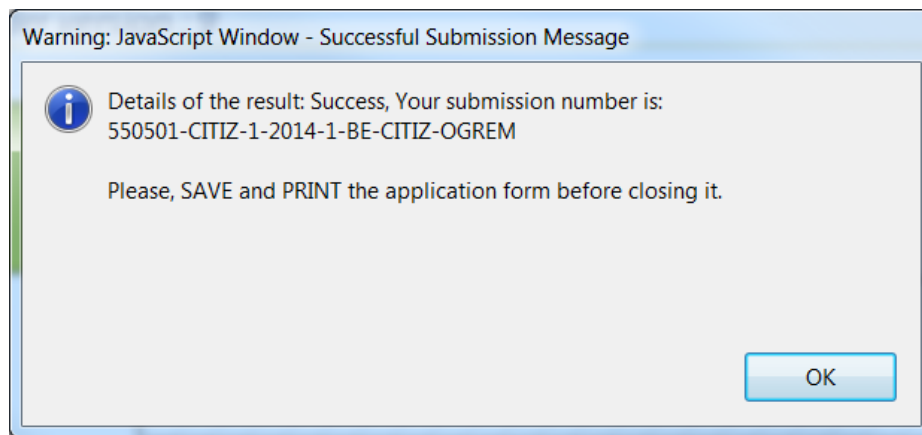 Warning: JavaScript Window - Successful Submission Message
Details of the result: Success, Your submission number is:
550501-CITIZ-1-2014-1-BE-CITIZ-OGREM
Please, SAVE and PRINT the application form before closing it.
OK